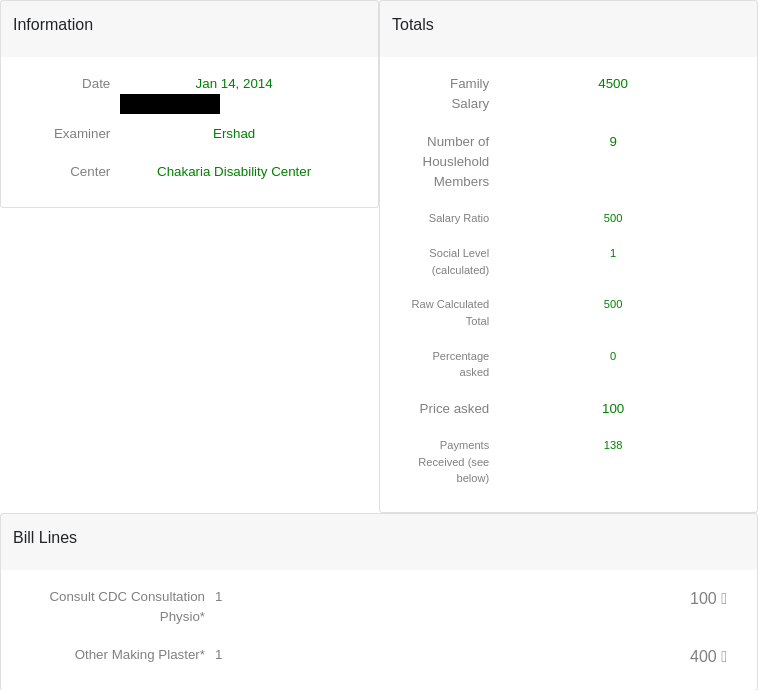 Information
Date Jan 14, 2014
Examiner Ershad
Center Chakaria Disability Center
Totals
Family 4500
Salary
Number of 9
Houslehold
Members
Salary Ratio 500
Social Level 1
(calculated)
Raw Calculated 500
Total
Percentage 0
asked
Price asked 100
Payments 138
Received (see
below)
Bill Lines
Consult CDC Consultation 1 100
Physio*
Other Making Plaster* 1 400